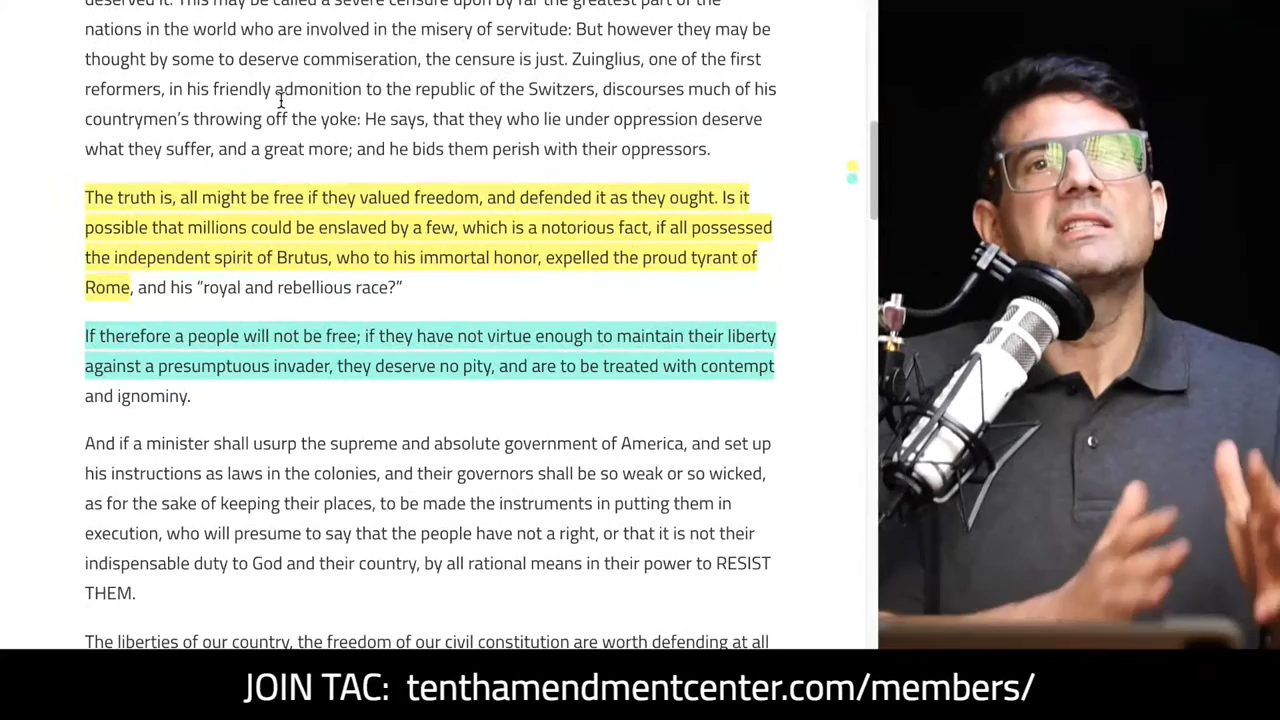 deserved it. This may be called a severe censure upon by far the greatest part of the
nations in the world who are involved in the misery of servitude: But however they may be
thought by some to deserve commiseration, the censure is just. Zuinglius, one of the first
reformers, in his friendly admonition to the republic of the Switzers, discourses much of his
countrymen’s throwing off the yoke: He says, that they who lie under oppression deserve
what they suffer, and a great more; and he bids them perish with their oppressors.
The truth is, all might be free if they valued freedom, and defended it as they ought. Is it
possible that millions could be enslaved by a few, which is a notorious fact, if all possessed
the independent spirit of Brutus, who to his immortal honor, expelled the proud tyrant of
Rome, and his “royal and rebellious race?”
If therefore a people will not be free; if they have not virtue enough to maintain their liberty
against a presumptuous invader, they deserve no pity, and are to be treated with contempt
and ignominy.
And if a minister shall usurp the supreme and absolute government of America, and set up
his instructions as laws in the colonies, and their governors shall be so weak or so wicked,
as for the sake of keeping their places, to be made the instruments in putting them in
execution, who will presume to say that the people have not a right, or that it is not their
indispensable duty to God and their country, by all rational means in their power to RESIST
THEM.
The liberties of our country, the freedom of our civil constitution are worth defending at all
JOIN TAC: tenthamendmentcenter.com/members/